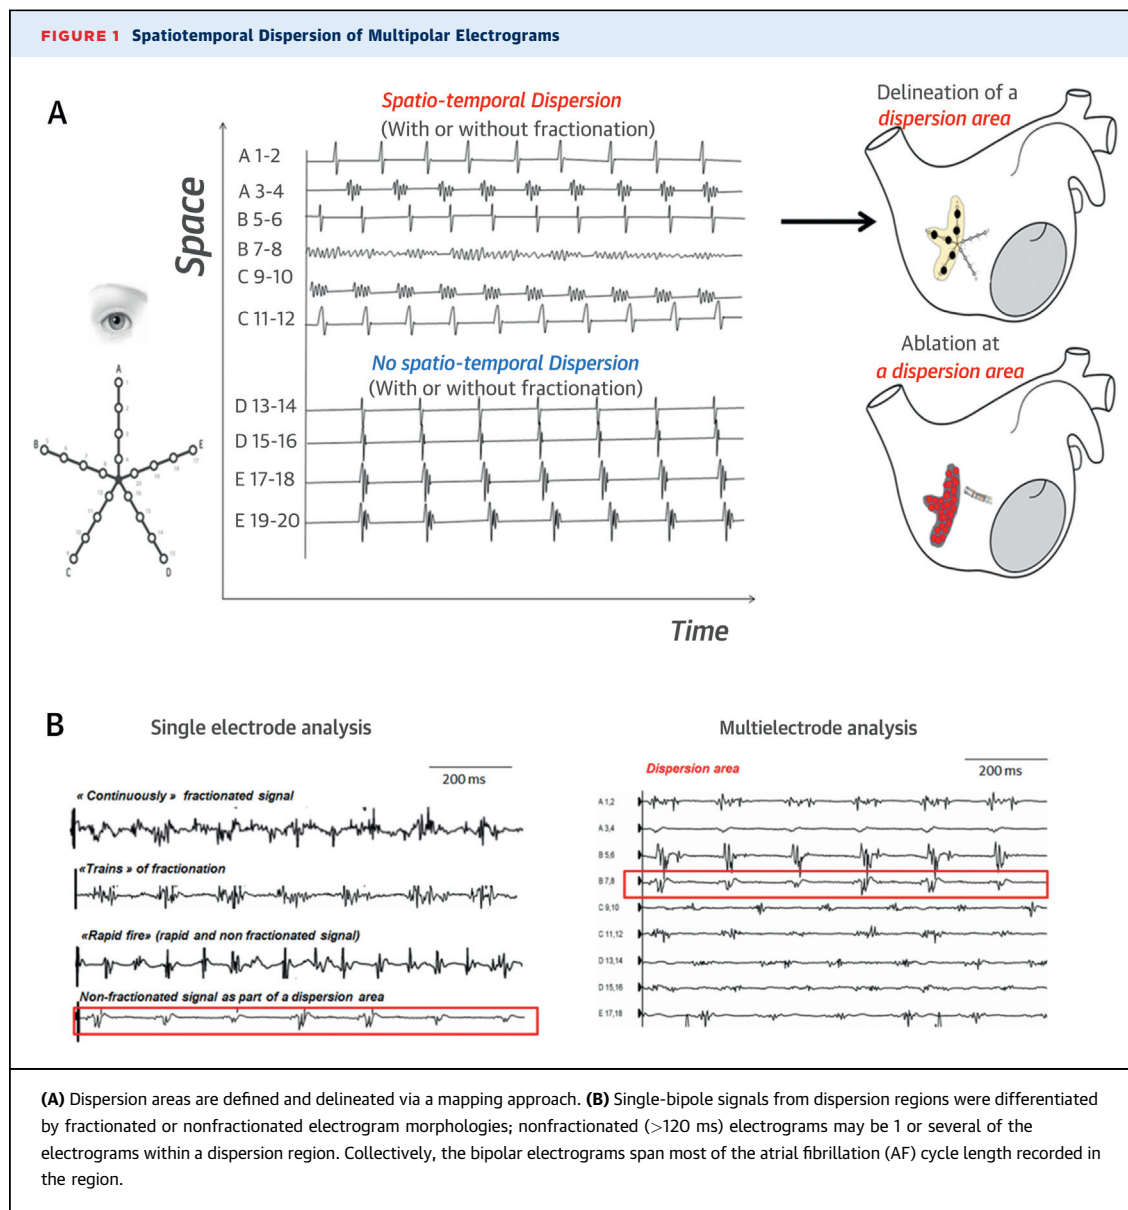 FIGURE 1 Spatiotemporal Dispersion of Multipolar Electrograms
A
Spatio-temporal Dispersion
(With or without fractionation)
Space
A 1-2
A 3-4
B 5-6
B 7-8
C 9-10
C 11-12
No spatio-temporal Dispersion
(With or without fractionation)
D 13-14
D 15-16
E 17-18
E 19-20
Time
A
B
E
C
D
Delineation of a
dispersion area
Ablation at
a dispersion area
B
Single electrode analysis
200 ms
« Continuously » fractionated signal
«Trains» of fractionation
«Rapid fire» (rapid and non fractionated signal)
Non-fractionated signal as part of a dispersion area
Multielectrode analysis
Dispersion area
200 ms
A 1,2
A 3,4
B 5,6
B 7,8
C 9,10
C 11,12
D 13,14
D 15,16
E 17,18
(A) Dispersion areas are defined and delineated via a mapping approach. (B) Single-bipole signals from dispersion regions were differentiated
by fractionated or nonfractionated electrogram morphologies; nonfractionated (>120 ms) electrograms may be 1 or several of the
electrograms within a dispersion region. Collectively, the bipolar electrograms span most of the atrial fibrillation (AF) cycle length recorded in
the region.